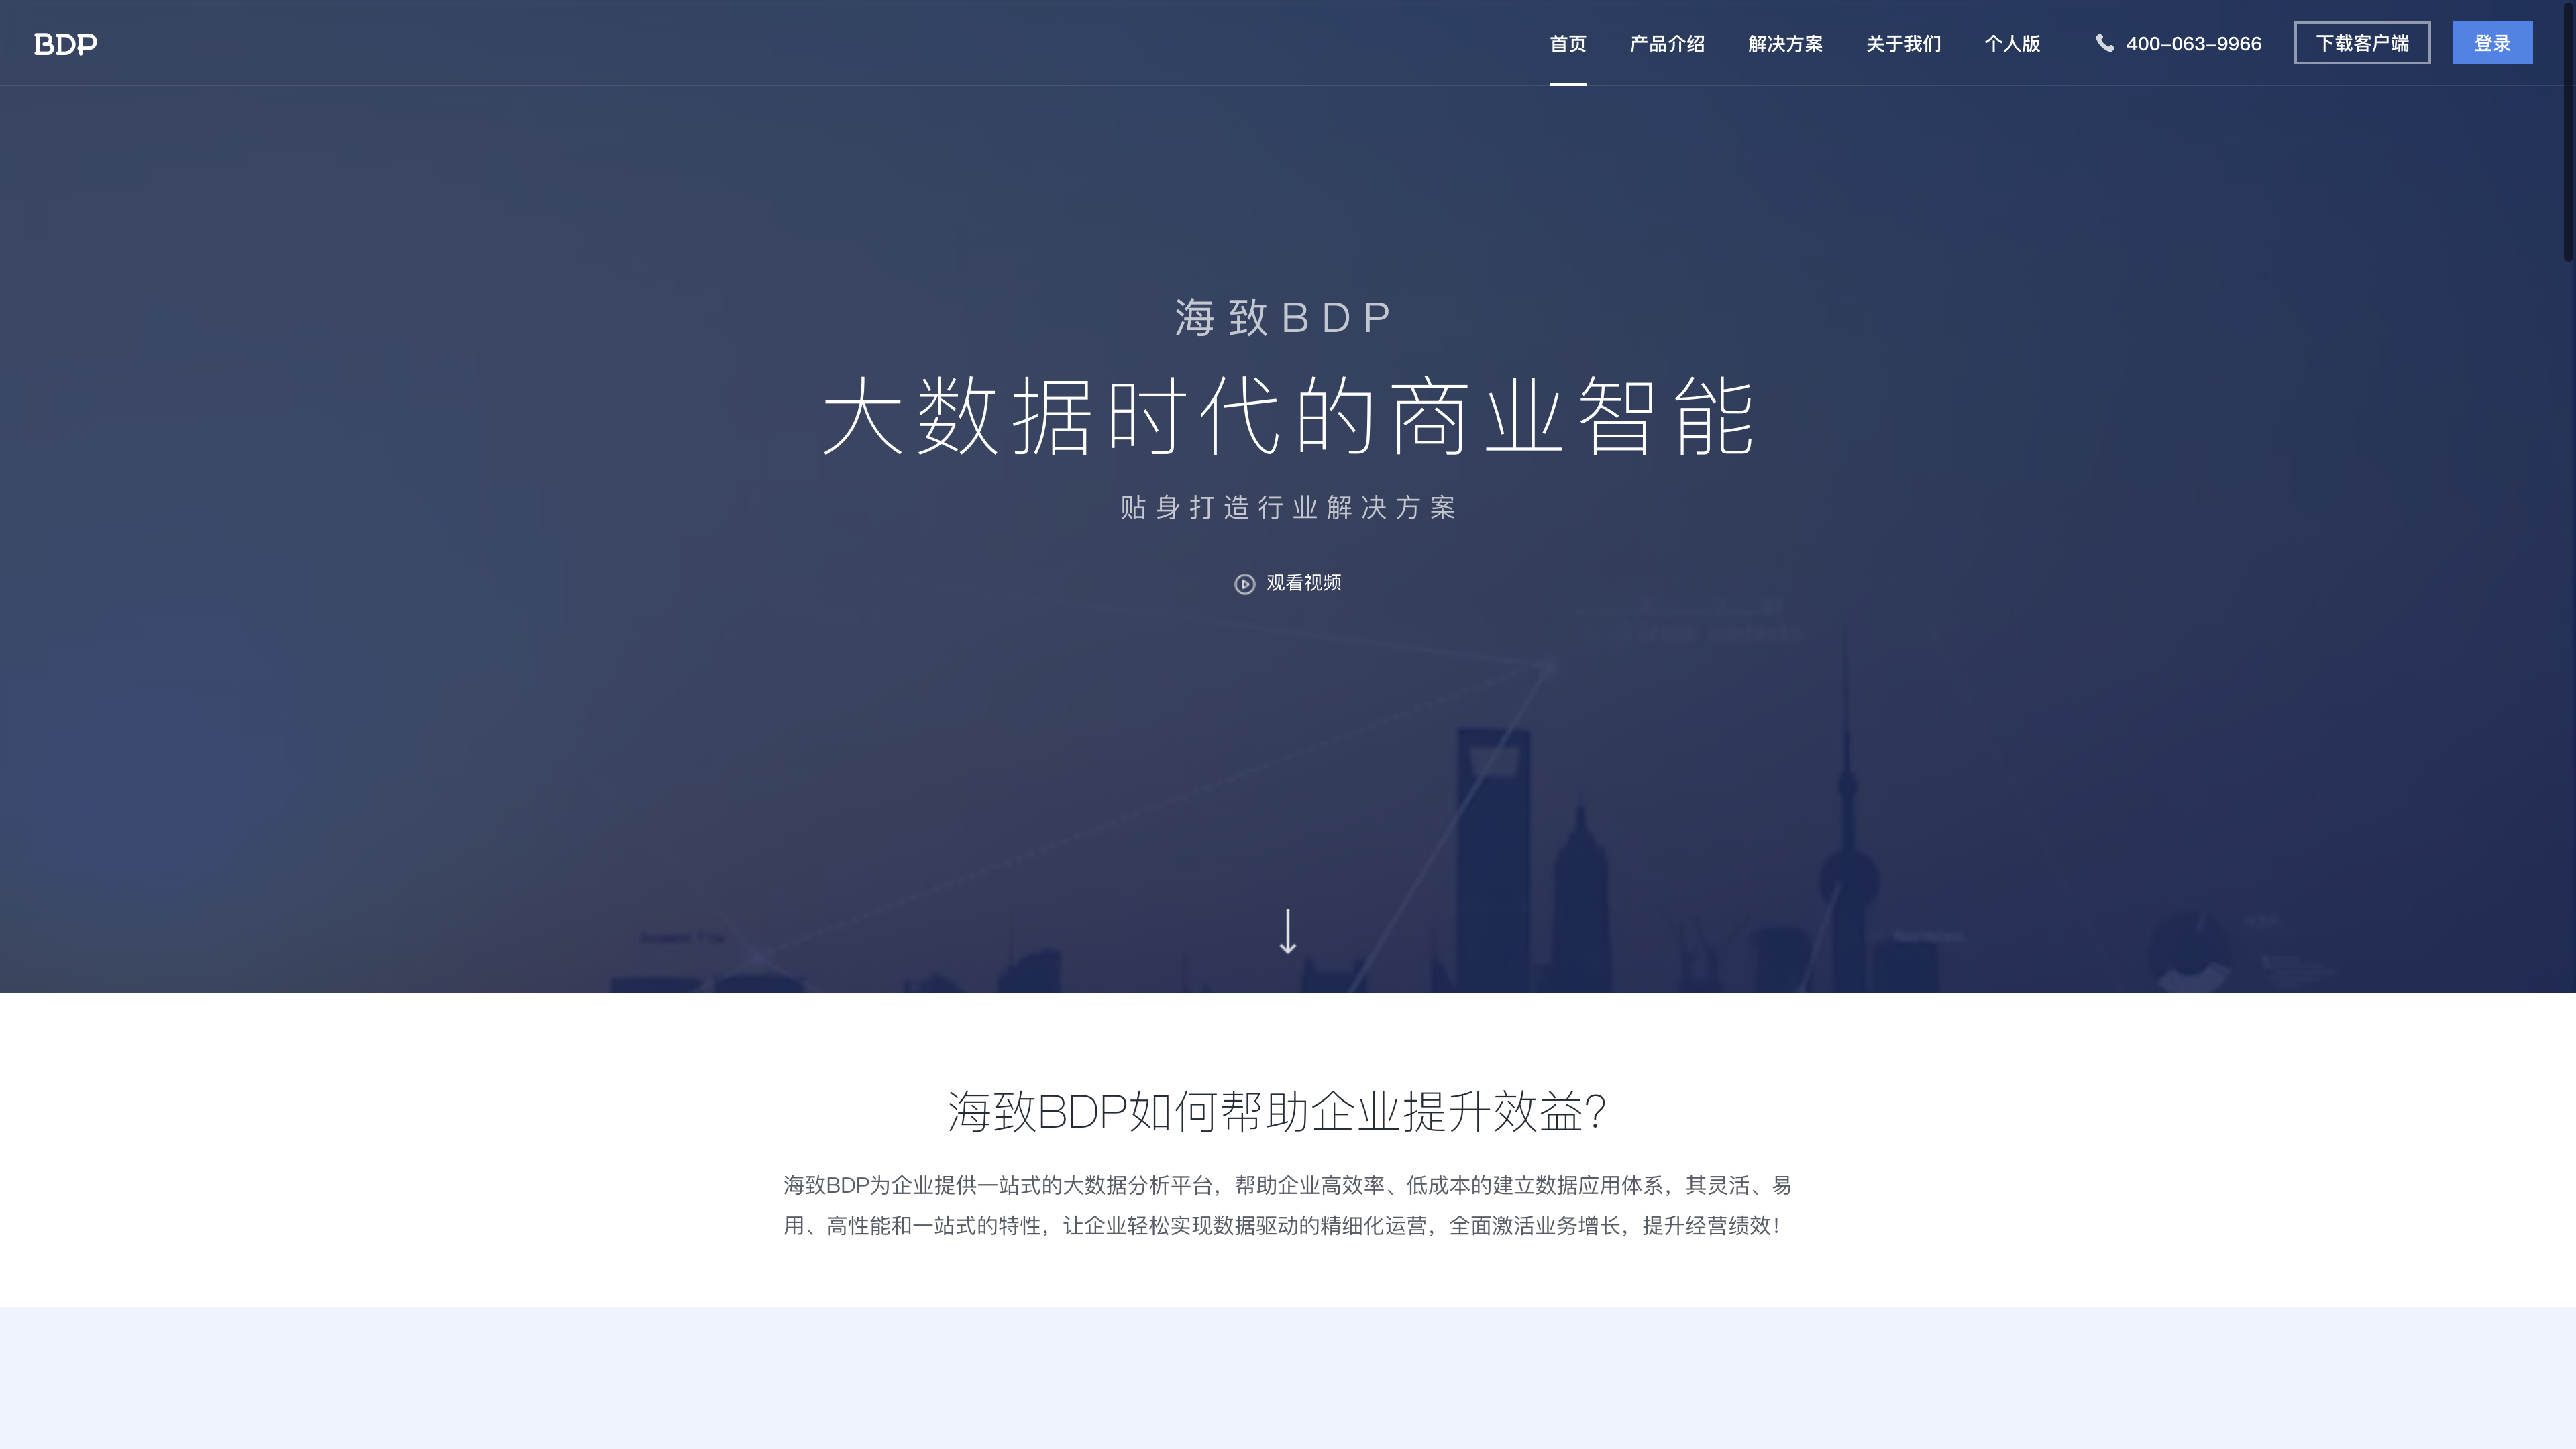 BDP
首页 产品介绍 解决方案 关于我们 个人版 400-063-9966 下载客户端 登录
海致BDP
大数据时代的商业智能
贴身打造行业解决方案
观看视频
海致BDP如何帮助企业提升效益?
海致BDP为企业提供一站式的大数据分析平台，帮助企业高效率、低成本的建立数据应用体系，其灵活、易
用、高性能和一站式的特性，让企业轻松实现数据驱动的精细化运营，全面激活业务增长，提升经营绩效！